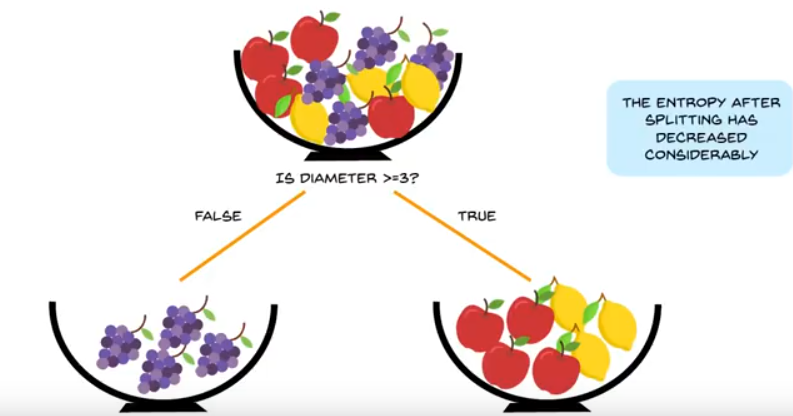 THE ENTROPY AFTER
SPLITTING HAS
DECREASED
CONSIDERABLY
IS DIAMETER >=3?
FALSE
TRUE